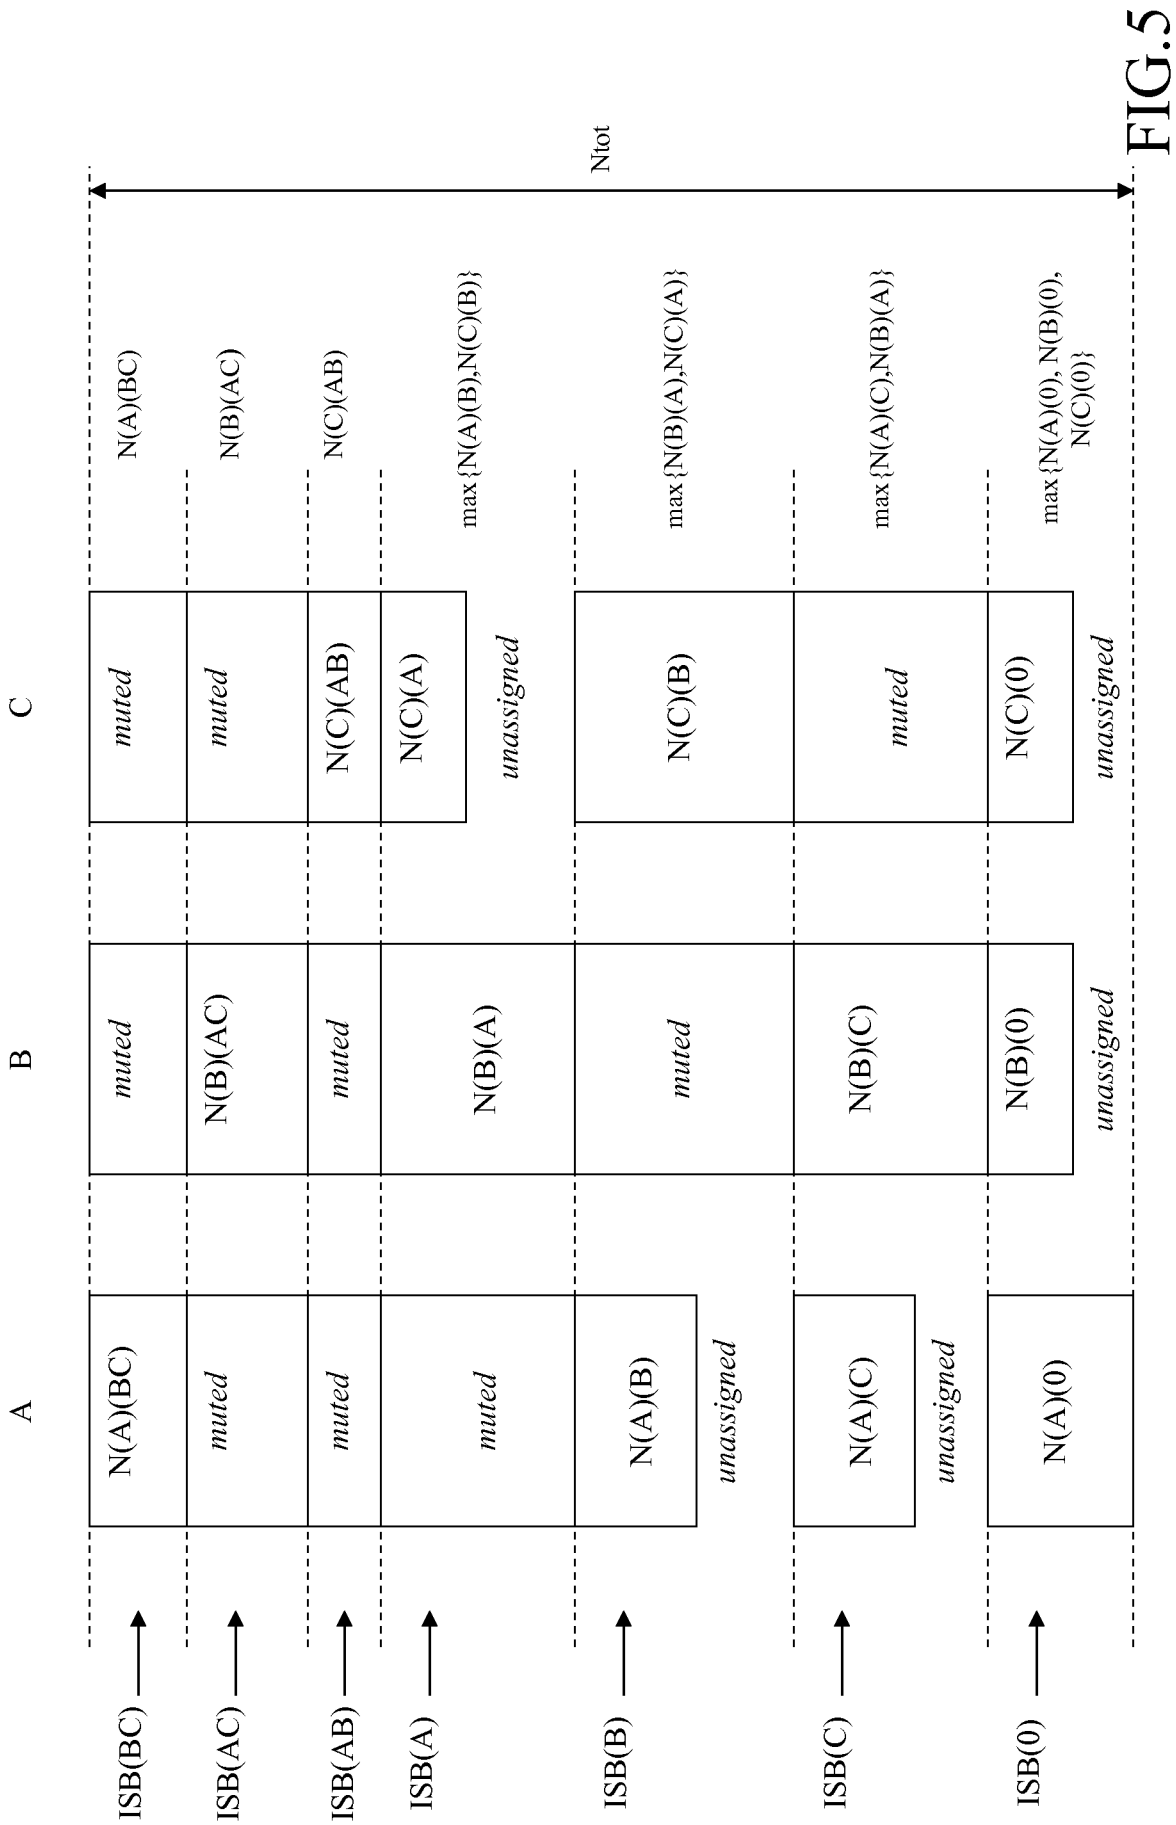 A
B
C
ISB(BC)
N(A)(BC)
muted
muted
N(A)(BC)
ISB(AC)
muted
N(B)(AC)
muted
N(B)(AC)
ISB(AB)
muted
muted
N(C)(AB)
N(C)(AB)
ISB(A)
muted
N(B)(A)
N(C)(A)
unassigned
max{N(A)(B),N(C)(B)}
ISB(B)
N(A)(B)
unassigned
muted
N(C)(B)
max{N(B)(A),N(C)(A)}
ISB(C)
N(A)(C)
unassigned
N(B)(C)
muted
max{N(A)(C),N(B)(A)}
ISB(0)
N(A)(0)
N(B)(0)
unassigned
N(C)(0)
unassigned
max{N(A)(0), N(B)(0),
N(C)(0)}
Ntot
FIG.5